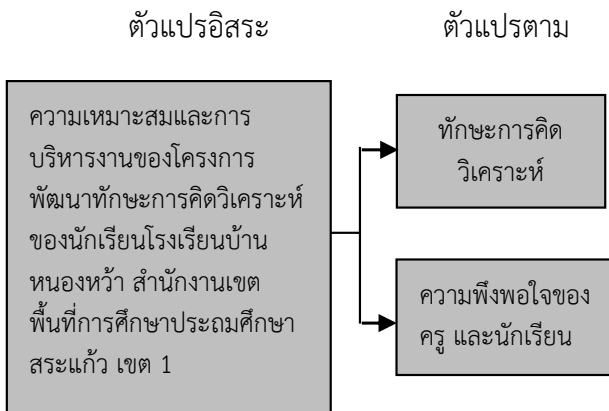 ตัวแปรอิสระ
ตัวแปรตาม
ความเหมาะสมและการ
บริหารงานของโครงการ
พัฒนาทักษะการคิดวิเคราะห์
ของนักเรียนโรงเรียนบ้าน
หนองหว้า สำนักงานเขต
พื้นที่การศึกษาประถมศึกษา
สระแก้ว เขต 1
ทักษะการคิด
วิเคราะห์
ความพึงพอใจของ
ครู และนักเรียน